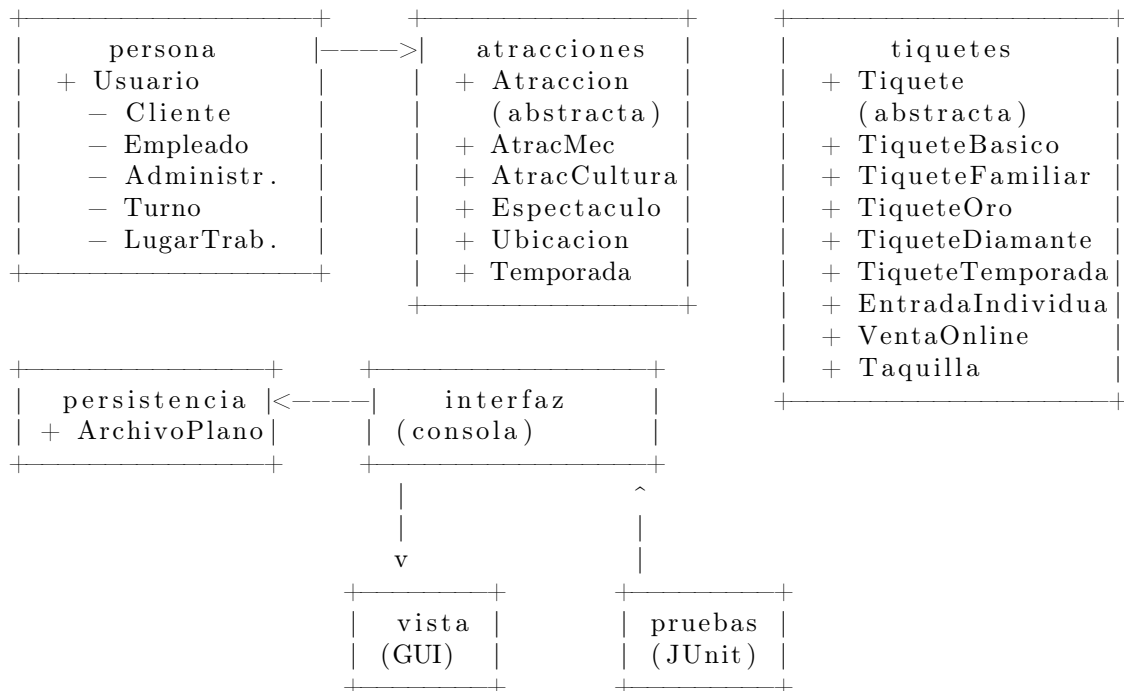 persona
+ Usuario
− Cliente
− Empleado
− Administr.
− Turno
− LugarTrab.
atracciones
+ Atraccion
(abstracta)
+ AtracMec
+ AtracCultura
+ Espectaculo
+ Ubicacion
+ Temporada
tiquetes
+ Tiquete
(abstracta)
+ TiqueteBasico
+ TiqueteFamiliar
+ TiqueteOro
+ TiqueteDiamante
+ TiqueteTemporada
+ EntradaIndividua
+ VentaOnline
+ Taquilla
persistencia
+ ArchivoPlano
interfaz
(consola)
v
vista
(GUI)
pruebas
(JUnit)